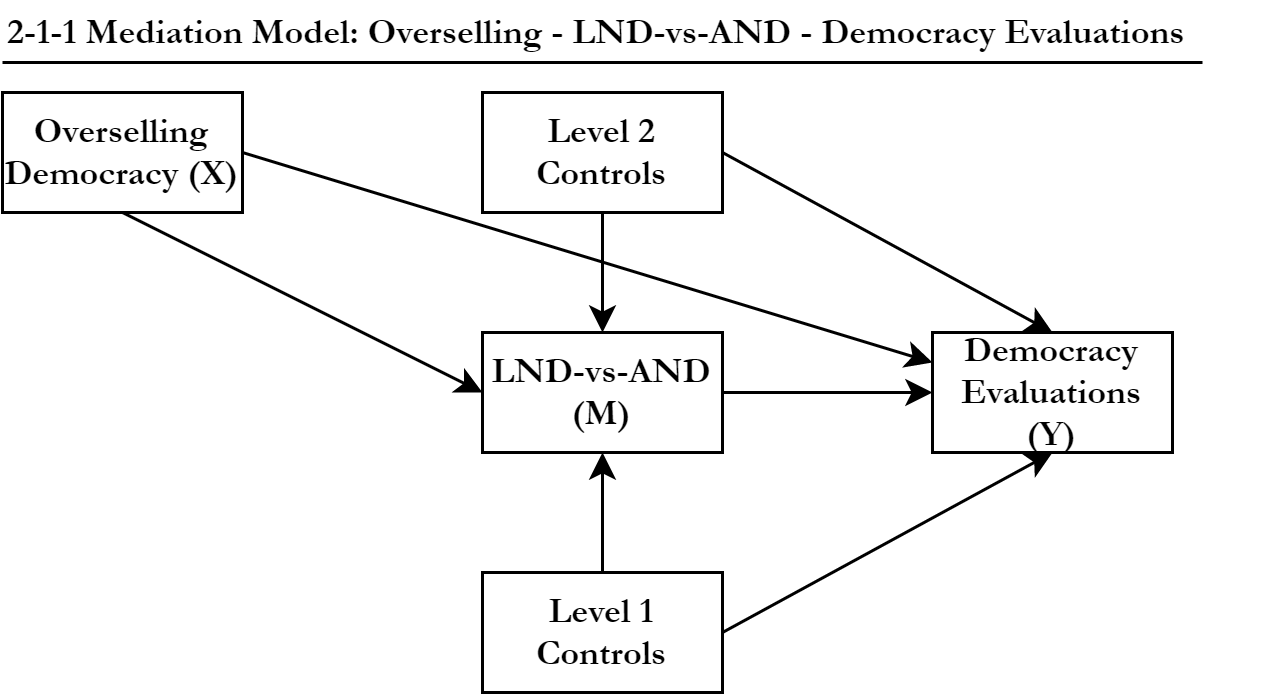 2-1-1 Mediation Model: Overselling - LND-vs-AND - Democracy Evaluations
Overselling
Democracy (X)
Level 2
Controls
LND-vs-AND
(M)
Democracy
Evaluations
(Y)
Level 1
Controls